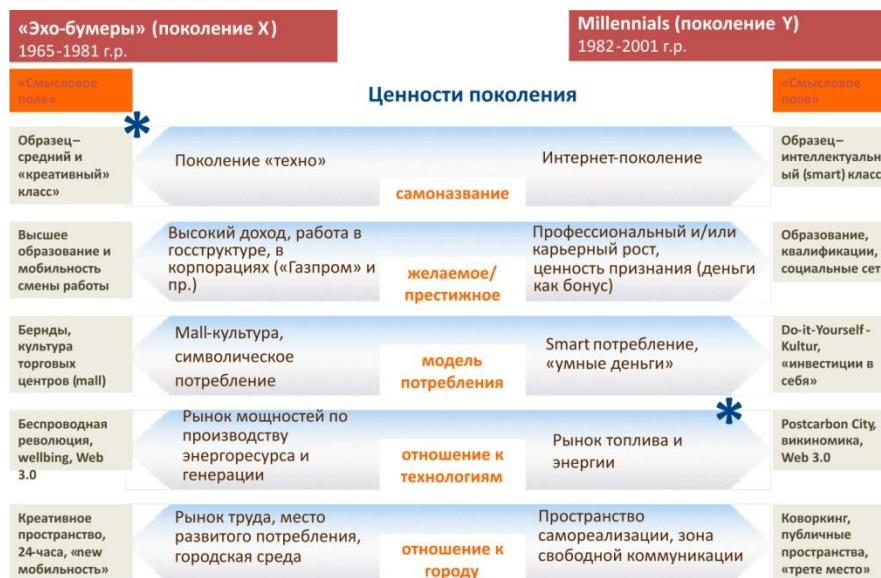 «Эхо-бумеры» (поколение X)
1965-1981 г.р.
Millennials (поколение Y)
1982-2001 г.р.
«Смысловое
поле»
Ценности поколения
«Смысловое
поле»
Образец–
средний и
«креативный»
класс»
*
Поколение «техно»
самоназвание
Интернет-поколение
Образец–
интеллектуальн
ый (smart) класс
Высшее
образование и
мобильность
смены работы
Высокий доход, работа в
госструктуре, в
корпорациях («Газпром» и
пр.)
желаемое/
престижное
Профессиональный и/или
карьерный рост,
ценность признания (деньги
как бонус)
Образование,
квалификации,
социальные сет
Бернды,
культура
торговых
центров (mall)
Mall-культура,
символическое
потребление
модель
потребления
Smart потребление,
«умные деньги»
Do-it-Yourself -
Kultur,
«инвестиции в
себя»
Беспроводная
революция,
wellbing, Web
3.0
Рынок мощностей по
производству
энергоресурса и
генерации
отношение к
технологиям
Рынок топлива и
энергии
*
Postcarbon City,
викиномика,
Web 3.0
Креативное
пространство,
24-часа, «new
мобильность»
Рынок труда, место
развитого потребления,
городская среда
отношение к
городу
Пространство
самореализации, зона
свободной коммуникации
Коворкинг,
публичные
пространства,
«трете место»